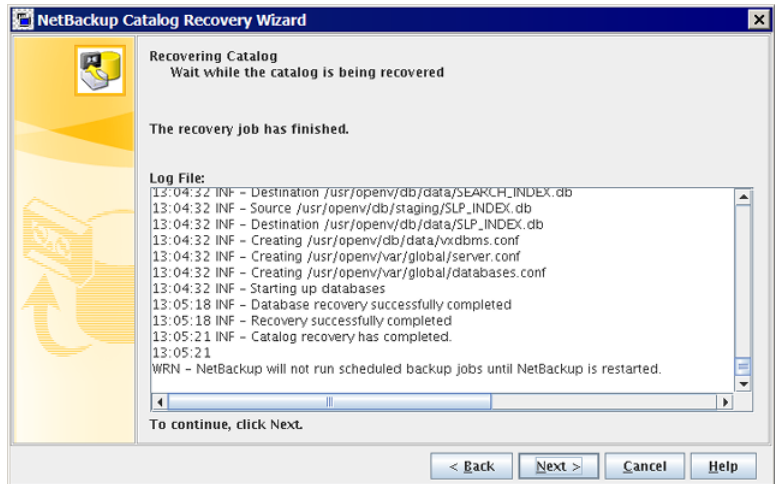 NetBackup Catalog Recovery Wizard
Recovering Catalog
Wait while the catalog is being recovered
The recovery job has finished.
Log File:
13:04:32 INF - Destination /usr/openv/db/data/SEARCH_INDEX.db
13:04:32 INF - Source /usr/openv/db/staging/SLP_INDEX.db
13:04:32 INF - Destination /usr/openv/db/data/SLP_INDEX.db
13:04:32 INF - Creating /usr/openv/db/data/vxdbms.conf
13:04:32 INF - Creating /usr/openv/var/global/server.conf
13:04:32 INF - Creating /usr/openv/var/global/databases.conf
13:04:32 INF - Starting up databases
13:05:18 INF - Database recovery successfully completed
13:05:18 INF - Recovery successfully completed
13:05:21 INF - Catalog recovery has completed.
13:05:21
WRN - NetBackup will not run scheduled backup jobs until NetBackup is restarted.
To continue, click Next.
< Back Next > Cancel Help